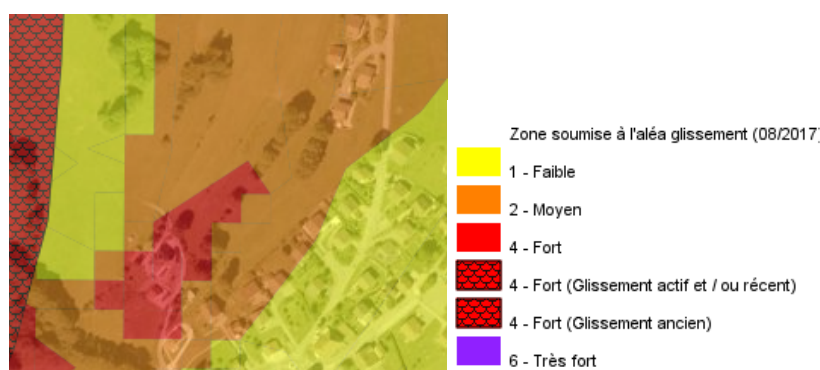 Zone soumise à l'aléa glissement (08/2017)
1 - Faible
2 - Moyen
4 - Fort
4 - Fort (Glissement actif et / ou récent)
4 - Fort (Glissement ancien)
6 - Très fort